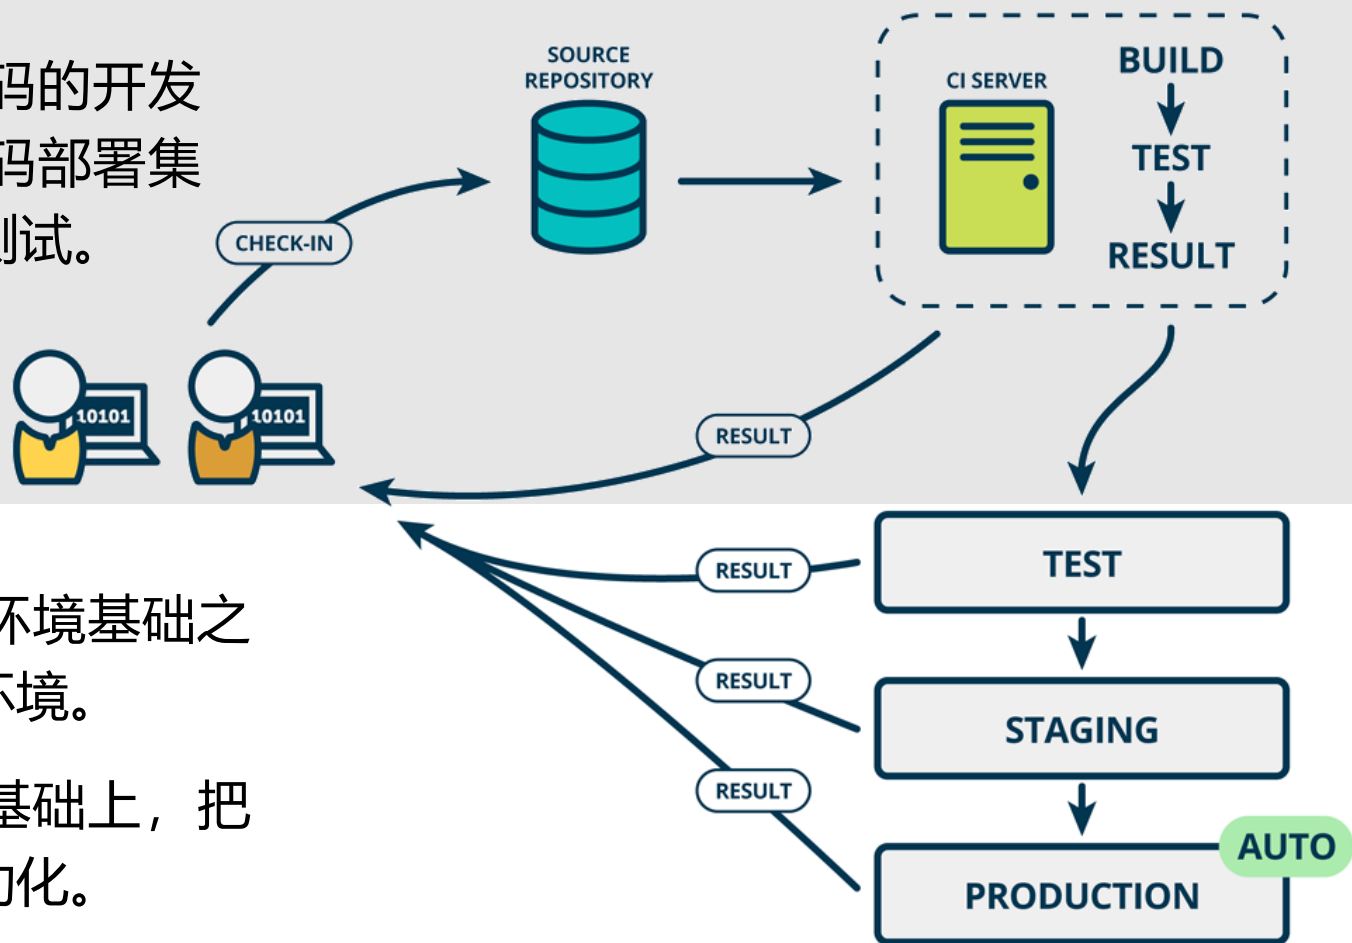 码的开发
码部署集
测试。
SOURCE
REPOSITORY
CI SERVER
BUILD
TEST
RESULT
CHECK-IN
10101
10101
RESULT
环境基础之
环境。
基础上，把
动化。
RESULT
RESULT
RESULT
TEST
STAGING
PRODUCTION
AUTO